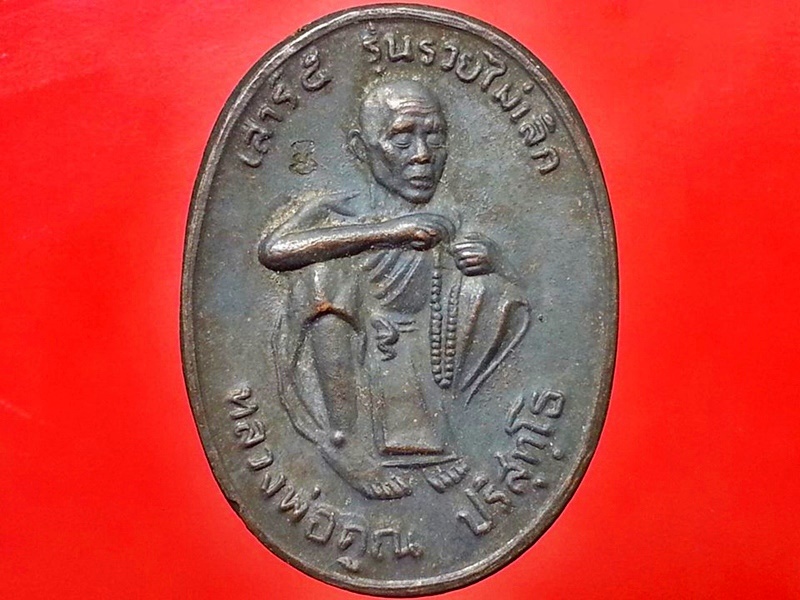 เสาร์ ๕ รุ่นรวยไม่เลิก
หลวงพ่อคูณ ปริสุทฺโธ